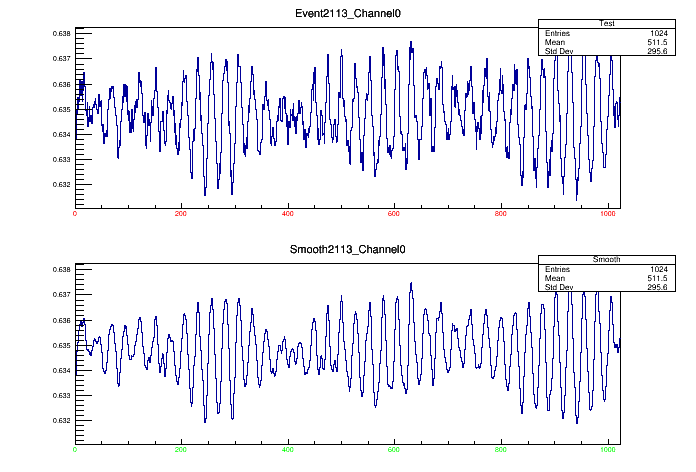 Event2113_Channel0
Test
Entries 1024
Mean 511.5
Std Dev 295.6
0.638
0.637
0.636
0.635
0.634
0.633
0.632
0 200 400 600 800 1000
Smooth2113_Channel0
Smooth
Entries 1024
Mean 511.5
Std Dev 295.6
0.638
0.637
0.636
0.635
0.634
0.633
0.632
0 200 400 600 800 1000